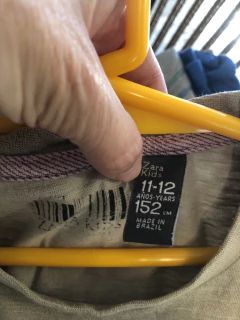 Zara
Kids
11-12
AÑOS-YEARS
152 CM
MADE IN
BRAZIL